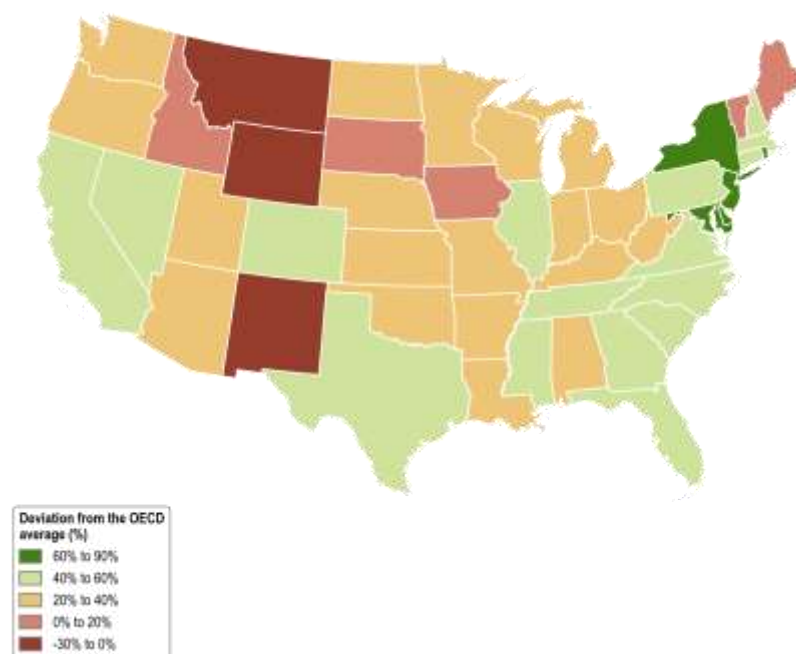 Deviation from the OECD
average (%)
60% to 90%
40% to 60%
20% to 40%
0% to 20%
-30% to 0%